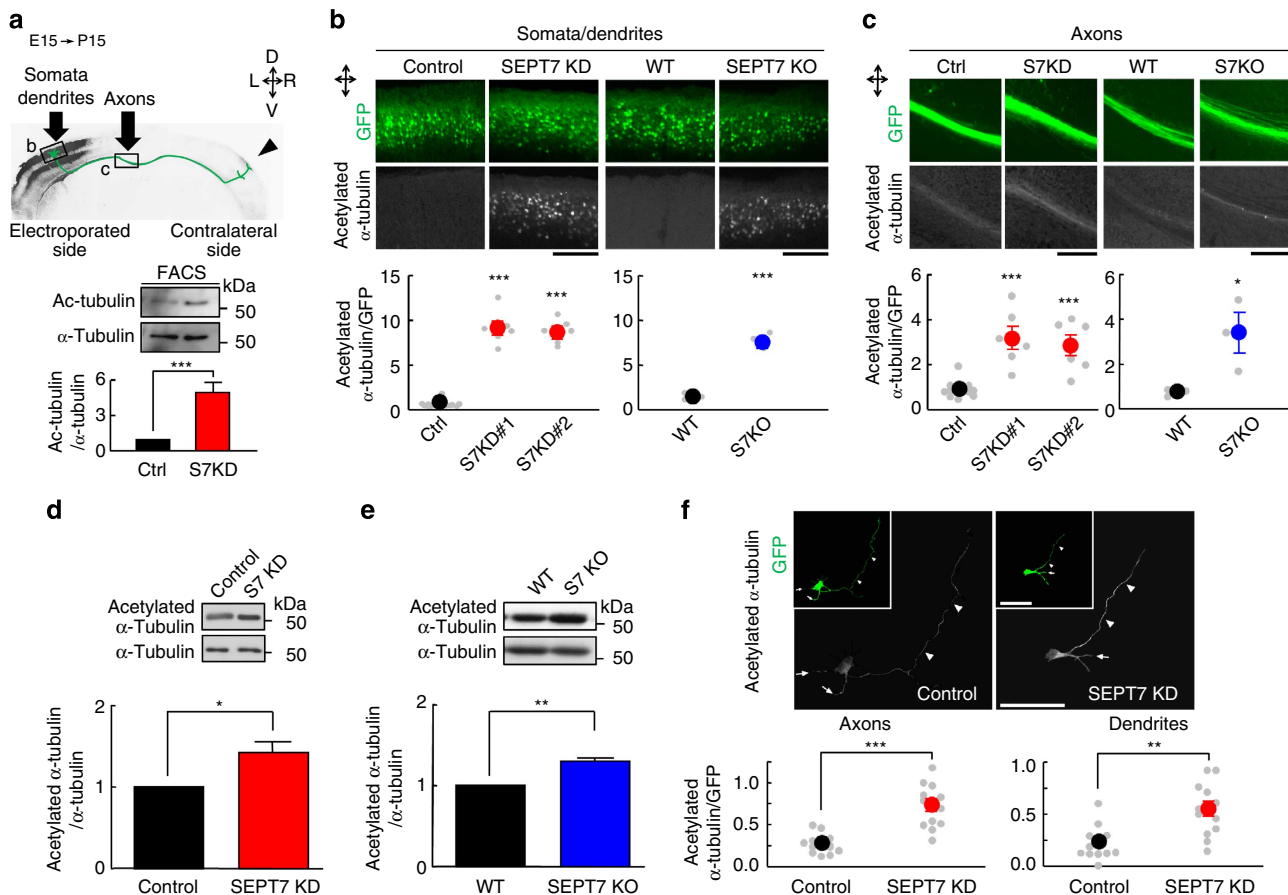 a
E15→P15
Somata
dendrites
Axons
D
L
R
V
b
c
Electroporated
side
Contralateral
side
FACS
kDa
Ac-tubulin
50
α-Tubulin
50
Ac-tubulin
/α-tubulin
6
3
0
***
Ctrl
S7KD
b
Somata/dendrites
Control
SEPT7 KD
WT
SEPT7 KO
GFP
Acetylated
α-tubulin
Acetylated
α-tubulin/GFP
15
10
5
0
***
***
Ctrl
S7KD#1
S7KD#2
15
10
5
0
***
WT
S7KO
c
Axons
Ctrl
S7KD
WT
S7KO
GFP
Acetylated
α-tubulin
Acetylated
α-tubulin/GFP
6
4
2
0
***
***
Ctrl
S7KD#1
S7KD#2
6
4
2
0
*
WT
S7KO
d
Control
S7 KD
kDa
Acetylated
α-Tubulin
50
α-Tubulin
50
Acetylated α-tubulin
/α-tubulin
2
1
0
*
Control
SEPT7 KD
e
WT
S7 KO
kDa
Acetylated
α-Tubulin
50
α-Tubulin
50
Acetylated α-tubulin
/α-tubulin
2
1
0
**
WT
SEPT7 KO
f
Acetylated α-tubulin
GFP
Control
SEPT7 KD
Axons
Acetylated
α-tubulin/GFP
1.0
0.5
0.0
***
Control
SEPT7 KD
Dendrites
1.0
0.5
0.0
**
Control
SEPT7 KD